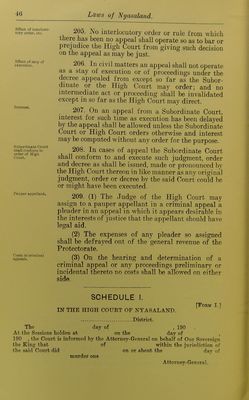 46
Laws of Nyasaland.
Effect of interlocu-
tory order, etc.
205. No interlocutory order or rule from which
there has been no appeal shall operate so as to bar or
prejudice the High Court from giving such decision
on the appeal as may be just.
Effect of stay of
execution.
206. In civil matters an appeal shall not operate
as a stay of execution or of proceedings under the
decree appealed from except so far as the Subor-
dinate or the High Court may order; and no
intermediate act or proceeding shall be invalidated
except in so far as the High Court may direct.
Interest.
207. On an appeal from a Subordinate Court,
interest for such time as execution has been delayed
by the appeal shall be allowed unless the Subordinate
Court or High Court orders otherwise and interest
may be computed without any order for the purpose.
Subordinate Court
shall conform to
order of High
Court.
208. In cases of appeal the Subordinate Court
shall conform to and execute such judgment, order
and decree as shall be issued, made or pronounced by
the High Court therein in like manner as any original
judgment, order or decree by the said Court could be
or might have been executed.
Pauper appellant.
209. (1) The Judge of the High Court may
assign to a pauper appellant in a criminal appeal a
pleader in an appeal in which it appears desirable in
the interests of justice that the appellant should have
legal aid.
(2) The expenses of any pleader so assigned
shall be defrayed out of the general revenue of the
Protectorate.
Costs in criminal
appeals.
(3) On the hearing and determination of a
criminal appeal or any proceedings preliminary or
incidental thereto no costs shall be allowed on either
side.
SCHEDULE I.
[FORM I.]
IN THE HIGH COURT OF NYASALAND.
District.
The day of , 190 .
At the Sessions holden at on the day of
190 , the Court is informed by the Attorney-General on behalf of Our Sovereign
the King that of within the jurisdiction of
the said Court did on or about the day of
murder one
Attorney-General.